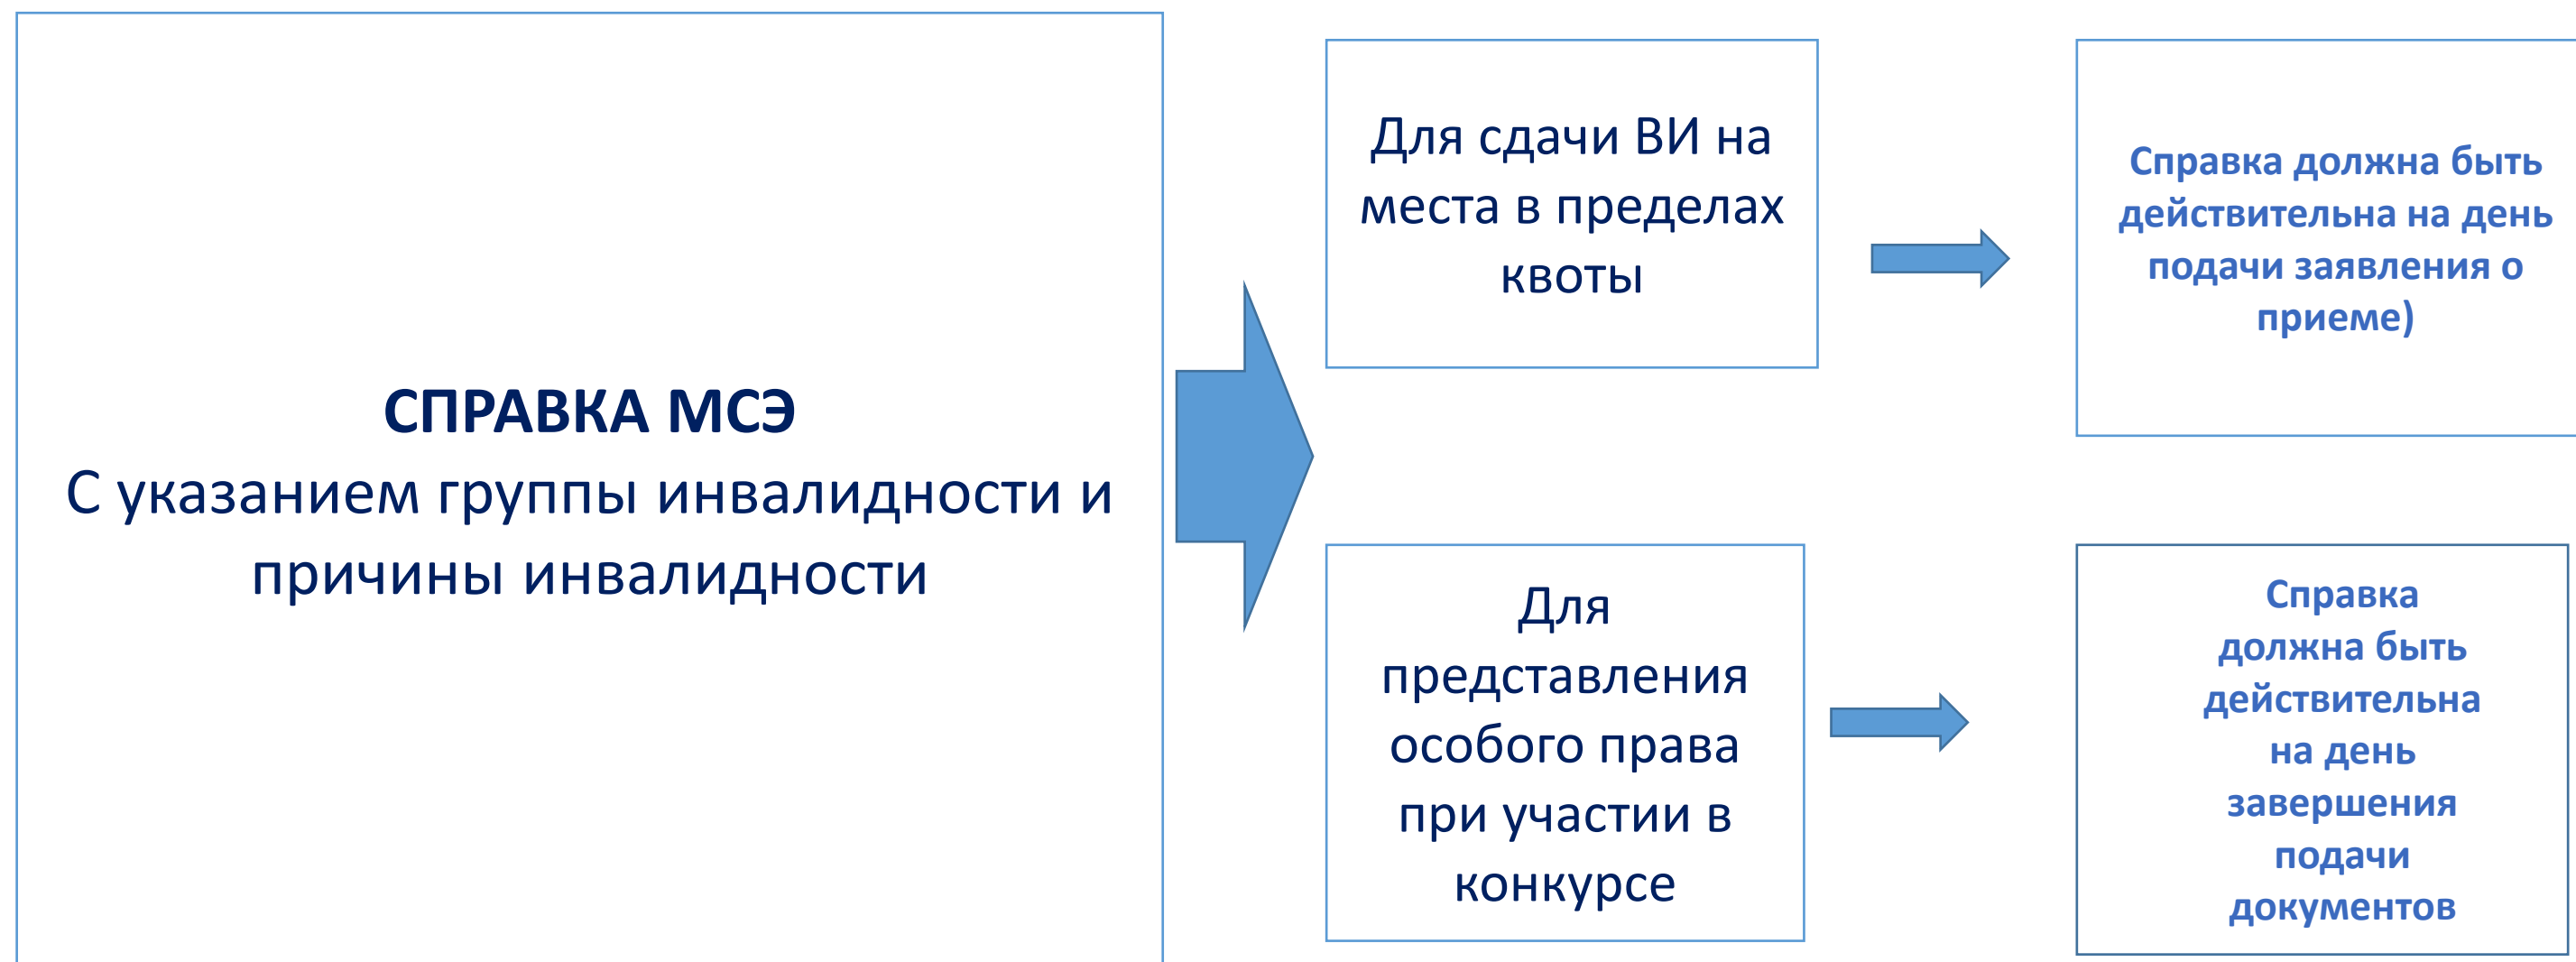 СПРАВКА МСЭ
С указанием группы инвалидности и
причины инвалидности
Для сдачи ВИ на
места в пределах
квоты
Справка должна быть
действительна на день
подачи заявления о
приеме)
Для
представления
особого права
при участии в
конкурсе
Справка
должна быть
действительна
на день
завершения
подачи
документов